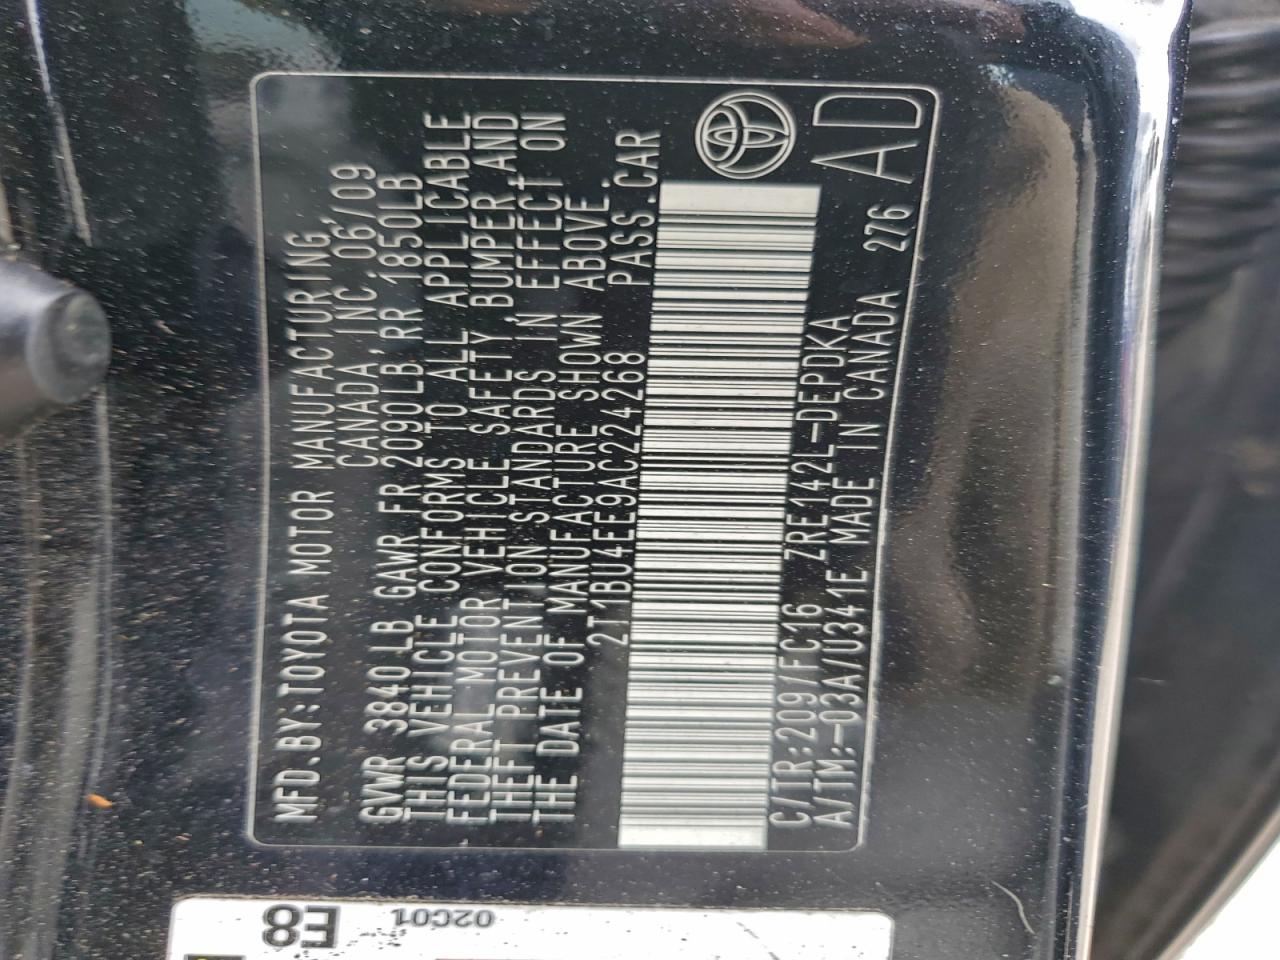 MFD.BY:TOYOTA MOTOR MANUFACTURING,
CANADA, INC. 06/09
GVWR 3840 LB GAWR FR 2090LB, RR 1850LB
THIS VEHICLE CONFORMS TO ALL APPLICABLE
FEDERAL MOTOR VEHICLE SAFETY, BUMPER, AND
THEFT PREVENTION STANDARDS IN EFFECT ON
THE DATE OF MANUFACTURE SHOWN ABOVE.
2T1BU4EE9AC224268 PASS.CAR
C/TR:209/FC16 ZRE142L-DEPDKA
A/TM:-03A/U341E MADE IN CANADA 276
AD
E8 02C01